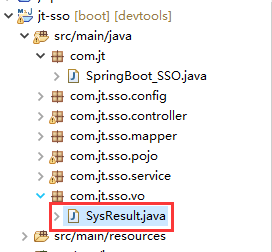 jt-sso [boot] [devtools]
src/main/java
com.jt
SpringBoot_SSO.java
com.jt.sso.config
com.jt.sso.controller
com.jt.sso.mapper
com.jt.sso.pojo
com.jt.sso.service
com.jt.sso.vo
SysResult.java
src/main/resources